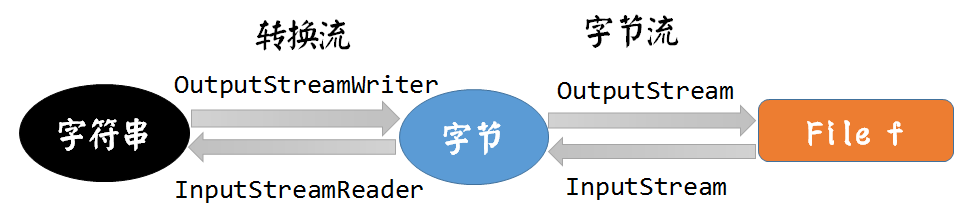 转换流
字节流
OutputStreamWriter
OutputStream
字符串
字节
File f
InputStreamReader
InputStream